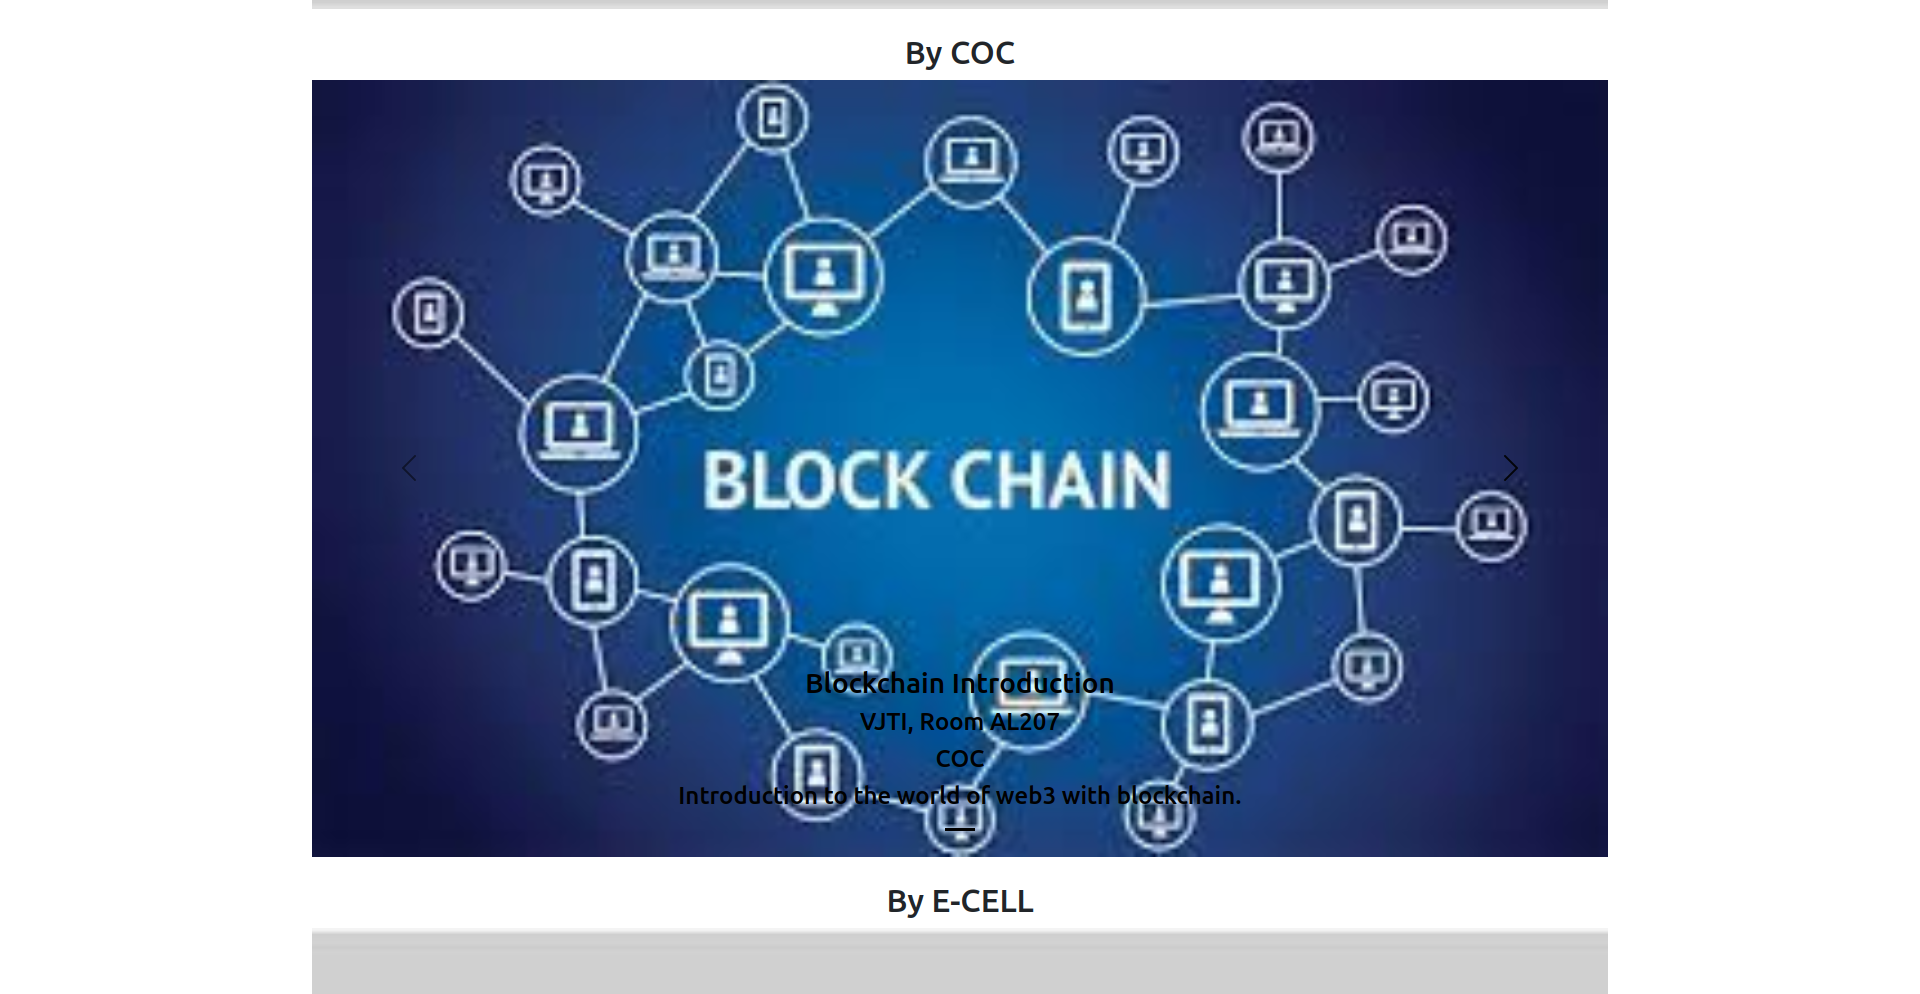 By COC
BLOCK CHAIN
Blockchain Introduction
VJTI, Room AL207
COC
Introduction to the world of web3 with blockchain.
By E-CELL